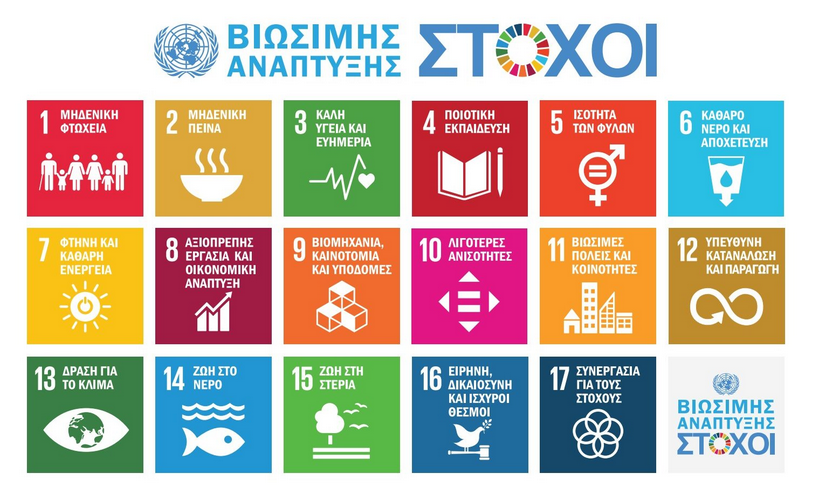 ΒΙΩΣΙΜΗΣ
ΑΝΑΠΤΥΞΗΣ
ΣΤΟΧΟΙ
1 ΜΗΔΕΝΙΚΗ
ΦΤΩΧΕΙΑ
2 ΜΗΔΕΝΙΚΗ
ΠΕΙΝΑ
3 ΚΑΛΗ
ΥΓΕΙΑ ΚΑΙ
ΕΥΗΜΕΡΙΑ
4 ΠΟΙΟΤΙΚΗ
ΕΚΠΑΙΔΕΥΣΗ
5 ΙΣΟΤΗΤΑ
ΤΩΝ ΦΥΛΩΝ
6 ΚΑΘΑΡΟ
ΝΕΡΟ ΚΑΙ
ΑΠΟΧΕΤΕΥΣΗ
7 ΦΤΗΝΗ ΚΑΙ
ΚΑΘΑΡΗ
ΕΝΕΡΓΕΙΑ
8 ΑΞΙΟΠΡΕΠΗΣ
ΕΡΓΑΣΙΑ ΚΑΙ
ΟΙΚΟΝΟΜΙΚΗ
ΑΝΑΠΤΥΞΗ
9 ΒΙΟΜΗΧΑΝΙΑ,
ΚΑΙΝΟΤΟΜΙΑ
ΚΑΙ ΥΠΟΔΟΜΕΣ
10 ΛΙΓΟΤΕΡΕΣ
ΑΝΙΣΟΤΗΤΕΣ
11 ΒΙΩΣΙΜΕΣ
ΠΟΛΕΙΣ ΚΑΙ
ΚΟΙΝΟΤΗΤΕΣ
12 ΥΠΕΥΘΥΝΗ
ΚΑΤΑΝΑΛΩΣΗ
ΚΑΙ ΠΑΡΑΓΩΓΗ
13 ΔΡΑΣΗ ΓΙΑ
ΤΟ ΚΛΙΜΑ
14 ΖΩΗ ΣΤΟ
ΝΕΡΟ
15 ΖΩΗ ΣΤΗ
ΣΤΕΡΙΑ
16 ΕΙΡΗΝΗ,
ΔΙΚΑΙΟΣΥΝΗ
ΚΑΙ ΙΣΧΥΡΟΙ
ΘΕΣΜΟΙ
17 ΣΥΝΕΡΓΑΣΙΑ
ΓΙΑ ΤΟΥΣ
ΣΤΟΧΟΥΣ
ΒΙΩΣΙΜΗΣ
ΑΝΑΠΤΥΞΗΣ
ΣΤΟΧΟΙ